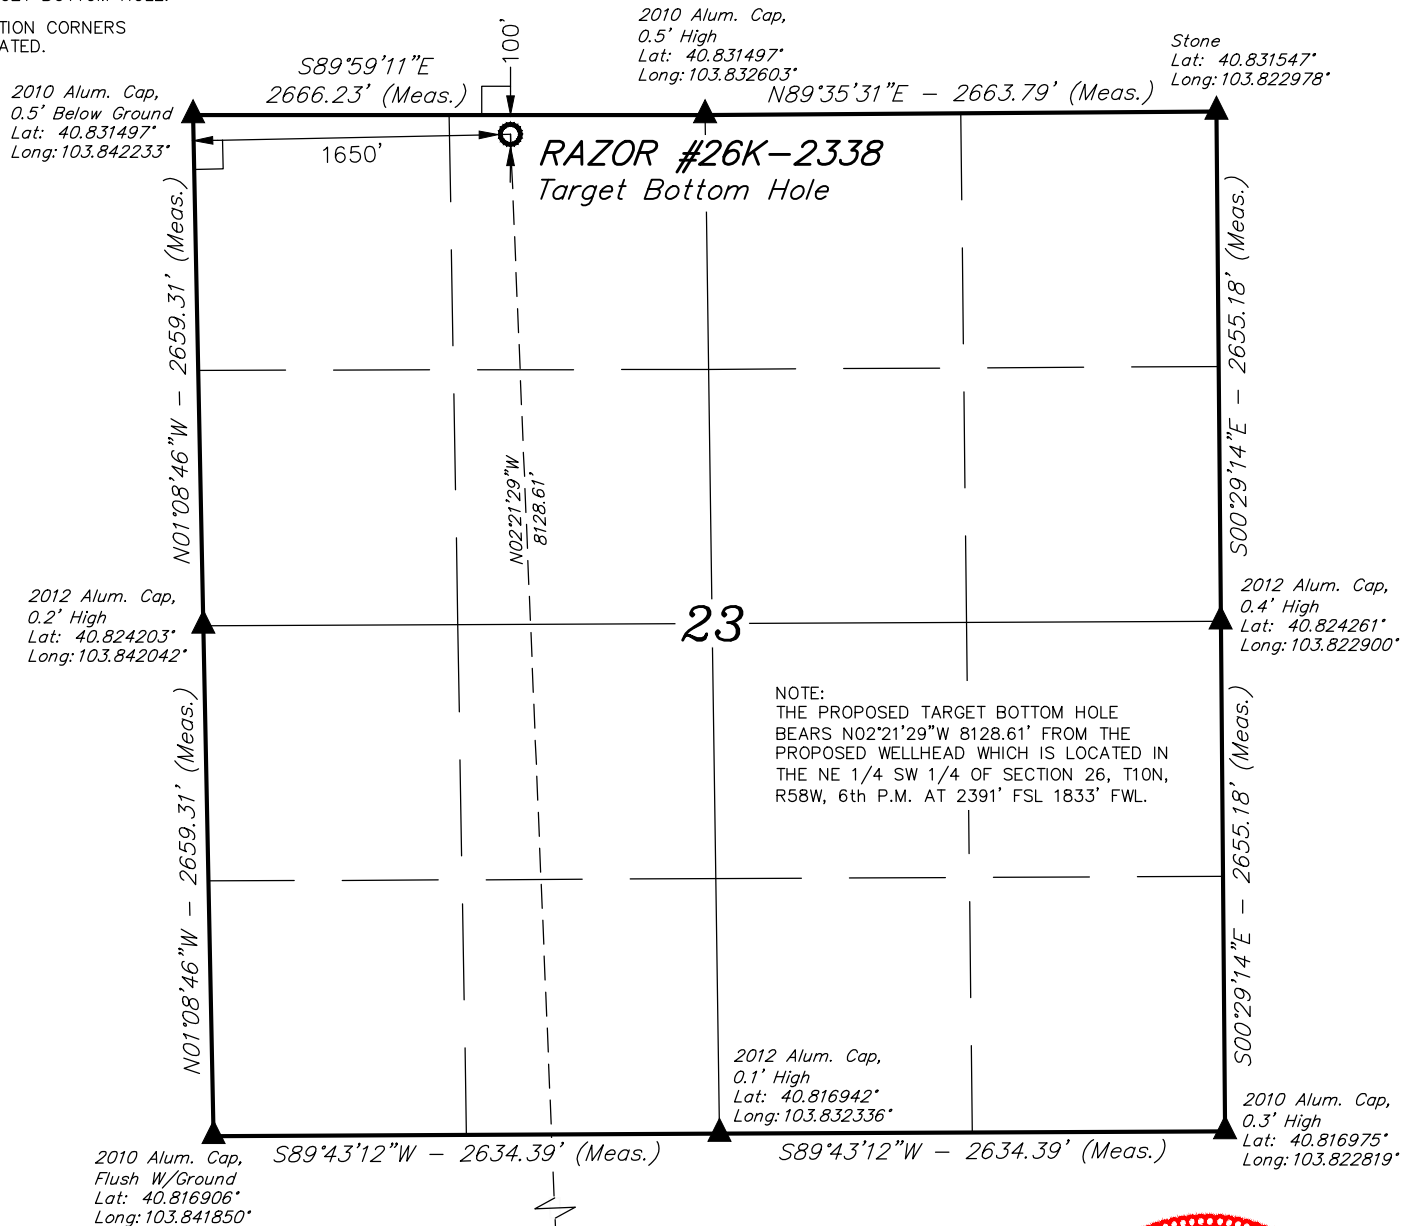 TION CORNERS
ATED.
2010 Alum. Cap,
0.5' Below Ground
Lat: 40.831497°
Long: 103.842233°
S89°59'11"E
2666.23' (Meas.)
100'
2010 Alum. Cap,
0.5' High
Lat: 40.831497°
Long: 103.832603°
N89°35'31"E - 2663.79' (Meas.)
Stone
Lat: 40.831547°
Long: 103.822978°
1650'
RAZOR #26K-2338
Target Bottom Hole
N01°08'46"W - 2659.31' (Meas.)
S00°29'14"E - 2655.18' (Meas.)
N02°21'29"W
8128.61'
2012 Alum. Cap,
0.2' High
Lat: 40.824203°
Long: 103.842042°
23
2012 Alum. Cap,
0.4' High
Lat: 40.824261°
Long: 103.822900°
NOTE:
THE PROPOSED TARGET BOTTOM HOLE
BEARS N02°21'29"W 8128.61' FROM THE
PROPOSED WELLHEAD WHICH IS LOCATED IN
THE NE 1/4 SW 1/4 OF SECTION 26, T10N,
R58W, 6th P.M. AT 2391' FSL 1833' FWL.
N01°08'46"W - 2659.31' (Meas.)
S00°29'14"E - 2655.18' (Meas.)
2012 Alum. Cap,
0.1' High
Lat: 40.816942°
Long: 103.832336°
2010 Alum. Cap,
0.3' High
Lat: 40.816975°
Long: 103.822819°
S89°43'12"W - 2634.39' (Meas.)
S89°43'12"W - 2634.39' (Meas.)
2010 Alum. Cap,
Flush W/Ground
Lat: 40.816906°
Long: 103.841850°